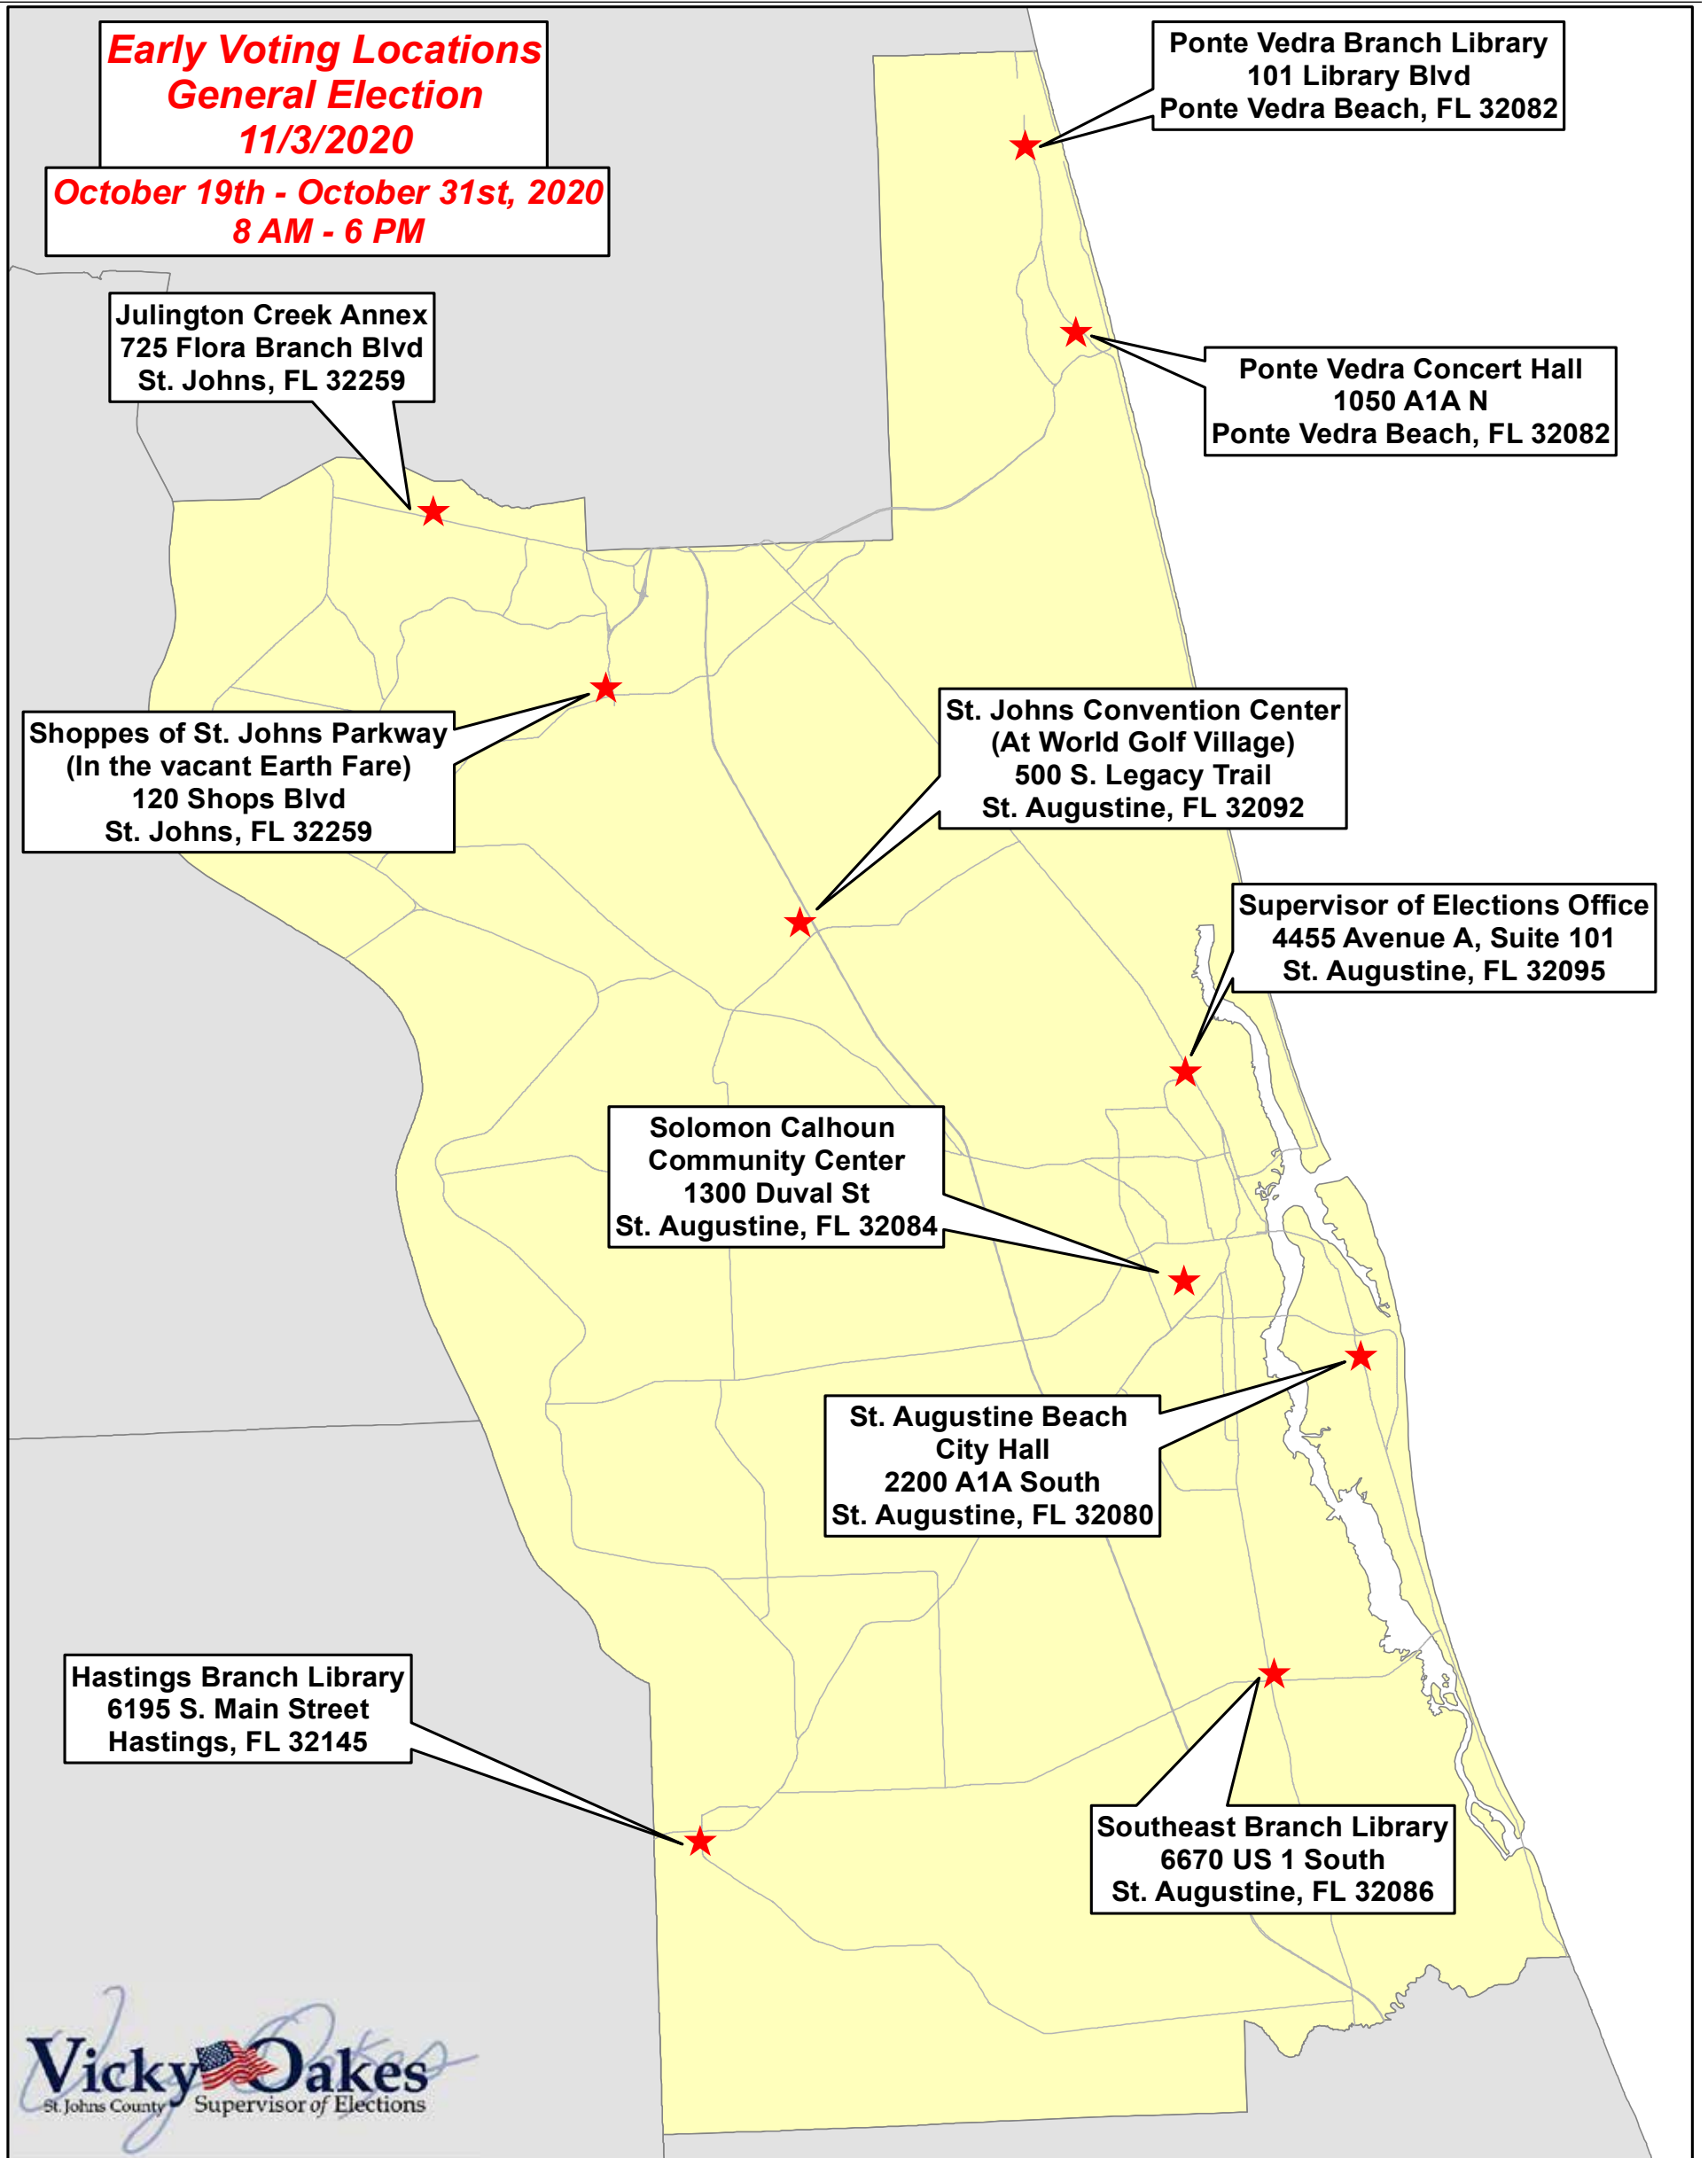 Early Voting Locations
General Election
11/3/2020
October 19th - October 31st, 2020
8 AM - 6 PM
Ponte Vedra Branch Library
101 Library Blvd
Ponte Vedra Beach, FL 32082
Julington Creek Annex
725 Flora Branch Blvd
St. Johns, FL 32259
Ponte Vedra Concert Hall
1050 A1A N
Ponte Vedra Beach, FL 32082
Shoppes of St. Johns Parkway
(In the vacant Earth Fare)
120 Shops Blvd
St. Johns, FL 32259
St. Johns Convention Center
(At World Golf Village)
500 S. Legacy Trail
St. Augustine, FL 32092
Supervisor of Elections Office
4455 Avenue A, Suite 101
St. Augustine, FL 32095
Solomon Calhoun
Community Center
1300 Duval St
St. Augustine, FL 32084
St. Augustine Beach
City Hall
2200 A1A South
St. Augustine, FL 32080
Hastings Branch Library
6195 S. Main Street
Hastings, FL 32145
Southeast Branch Library
6670 US 1 South
St. Augustine, FL 32086
Vicky Oakes
St. Johns County Supervisor of Elections